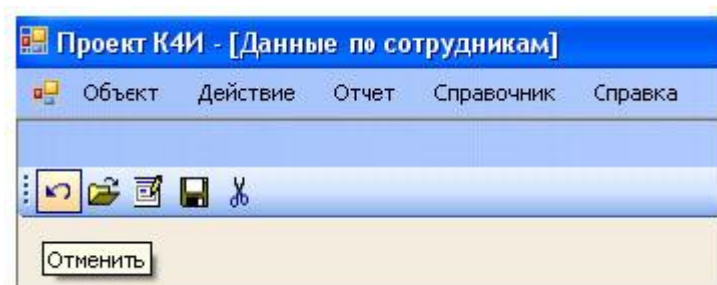 Проект К4И - [Данные по сотрудникам]
Объект Действие Отчет Справочник Справка
Отменить